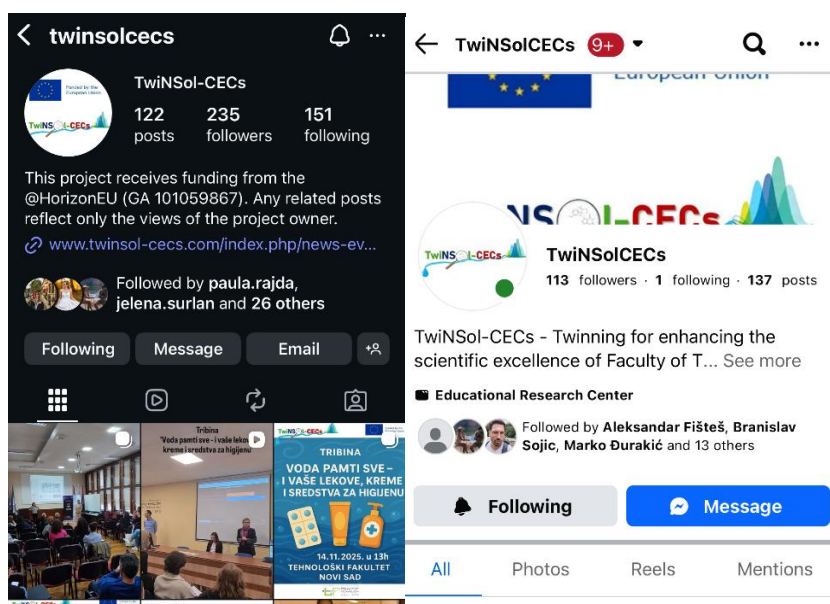 twinsolcecs
Funded by the
European Union
TwiNSol-CECs
TwiNSol-CECs
122
235
151
posts
followers
following
This project receives funding from the
@HorizonEU (GA 101059867). Any related posts
reflect only the views of the project owner.
www.twinsol-cecs.com/index.php/news-ev...
Followed by paula.rajda,
jelena.surlan and 26 others
Following
Message
Email
Tribina
"Voda pamti sve - i vaše lekove,
kreme i sredstva za higijenu"
TwiNSol-CECs
TRIBINA
VODA PAMTI SVE –
I VAŠE LEKOVE, KREME
I SREDSTVA ZA HIGIJENU
14.11.2025. u 13h
TEHNOLOŠKI FAKULTET
NOVI SAD
TwiNSolCECs 9+
European Union
TwiNSol-CECs
TwiNSol-CECs
TwiNSolCECs
113 followers · 1 following · 137 posts
TwiNSol-CECs - Twinning for enhancing the
scientific excellence of Faculty of T... See more
Educational Research Center
Followed by Aleksandar Fišteš, Branislav
Sojic, Marko Đurakić and 13 others
Following
Message
All
Photos
Reels
Mentions